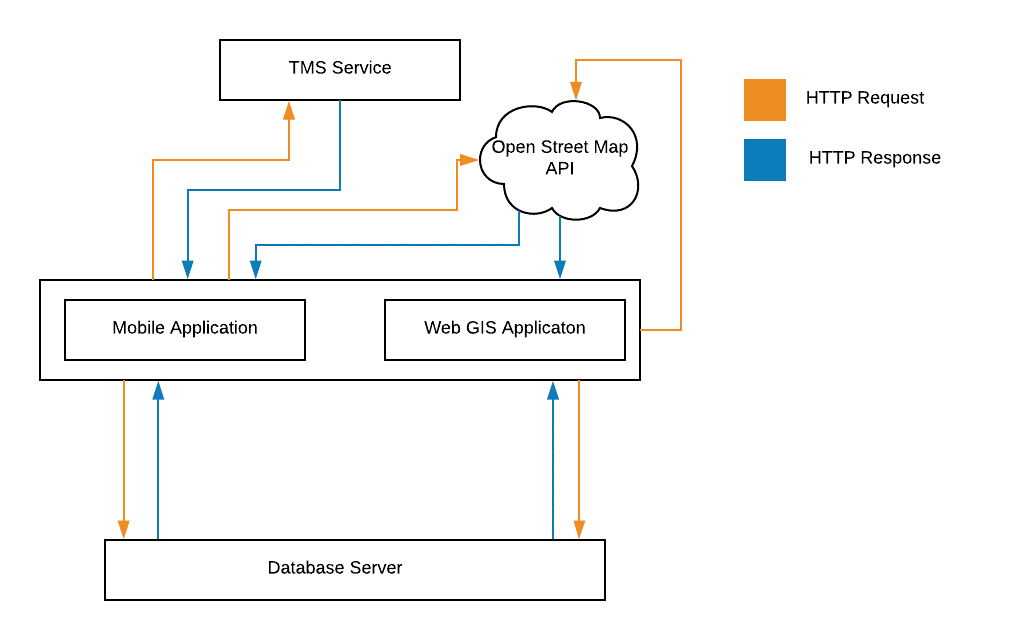 TMS Service
Open Street Map
API
HTTP Request
HTTP Response
Mobile Application
Web GIS Applicaton
Database Server